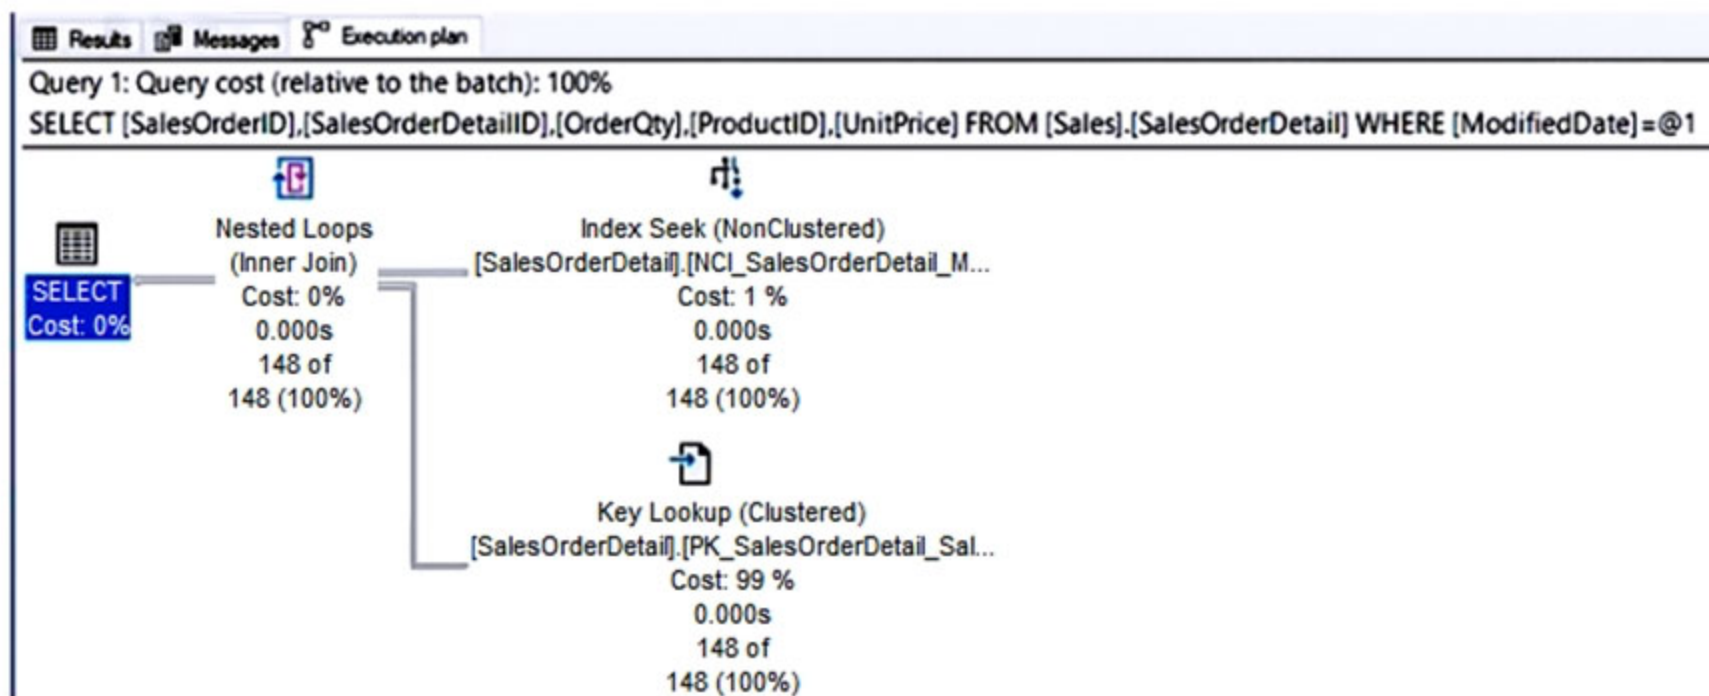 Results Messages Execution plan
Query 1: Query cost (relative to the batch): 100%
SELECT [SalesOrderID],[SalesOrderDetailID],[OrderQty],[ProductID],[UnitPrice] FROM [Sales].[SalesOrderDetail] WHERE [ModifiedDate]=@1
SELECT
Cost: 0%
Nested Loops
(Inner Join)
Cost: 0%
0.000s
148 of
148 (100%)
Index Seek (NonClustered)
[SalesOrderDetail].[NCI_SalesOrderDetail_M...
Cost: 1 %
0.000s
148 of
148 (100%)
Key Lookup (Clustered)
[SalesOrderDetail].[PK_SalesOrderDetail_Sal...
Cost: 99 %
0.000s
148 of
148 (100%)